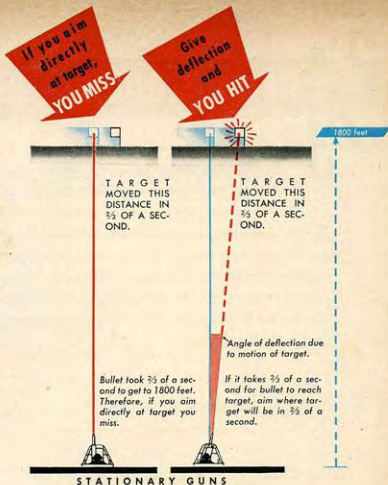 If you aim
directly
at target,
YOU MISS
Give
deflection
and
YOU HIT
1800 feet
TARGET
MOVED THIS
DISTANCE IN
⅔ OF A SEC-
OND.
TARGET
MOVED THIS
DISTANCE IN
⅔ OF A SEC-
OND.
Angle of deflection due
to motion of target.
Bullet took ⅔ of a sec-
ond to get to 1800 feet.
Therefore, if you aim
directly at target you
miss.
If it takes ⅔ of a sec-
ond for bullet to reach
target, aim where tar-
get will be in ⅔ of a
second.
STATIONARY GUNS